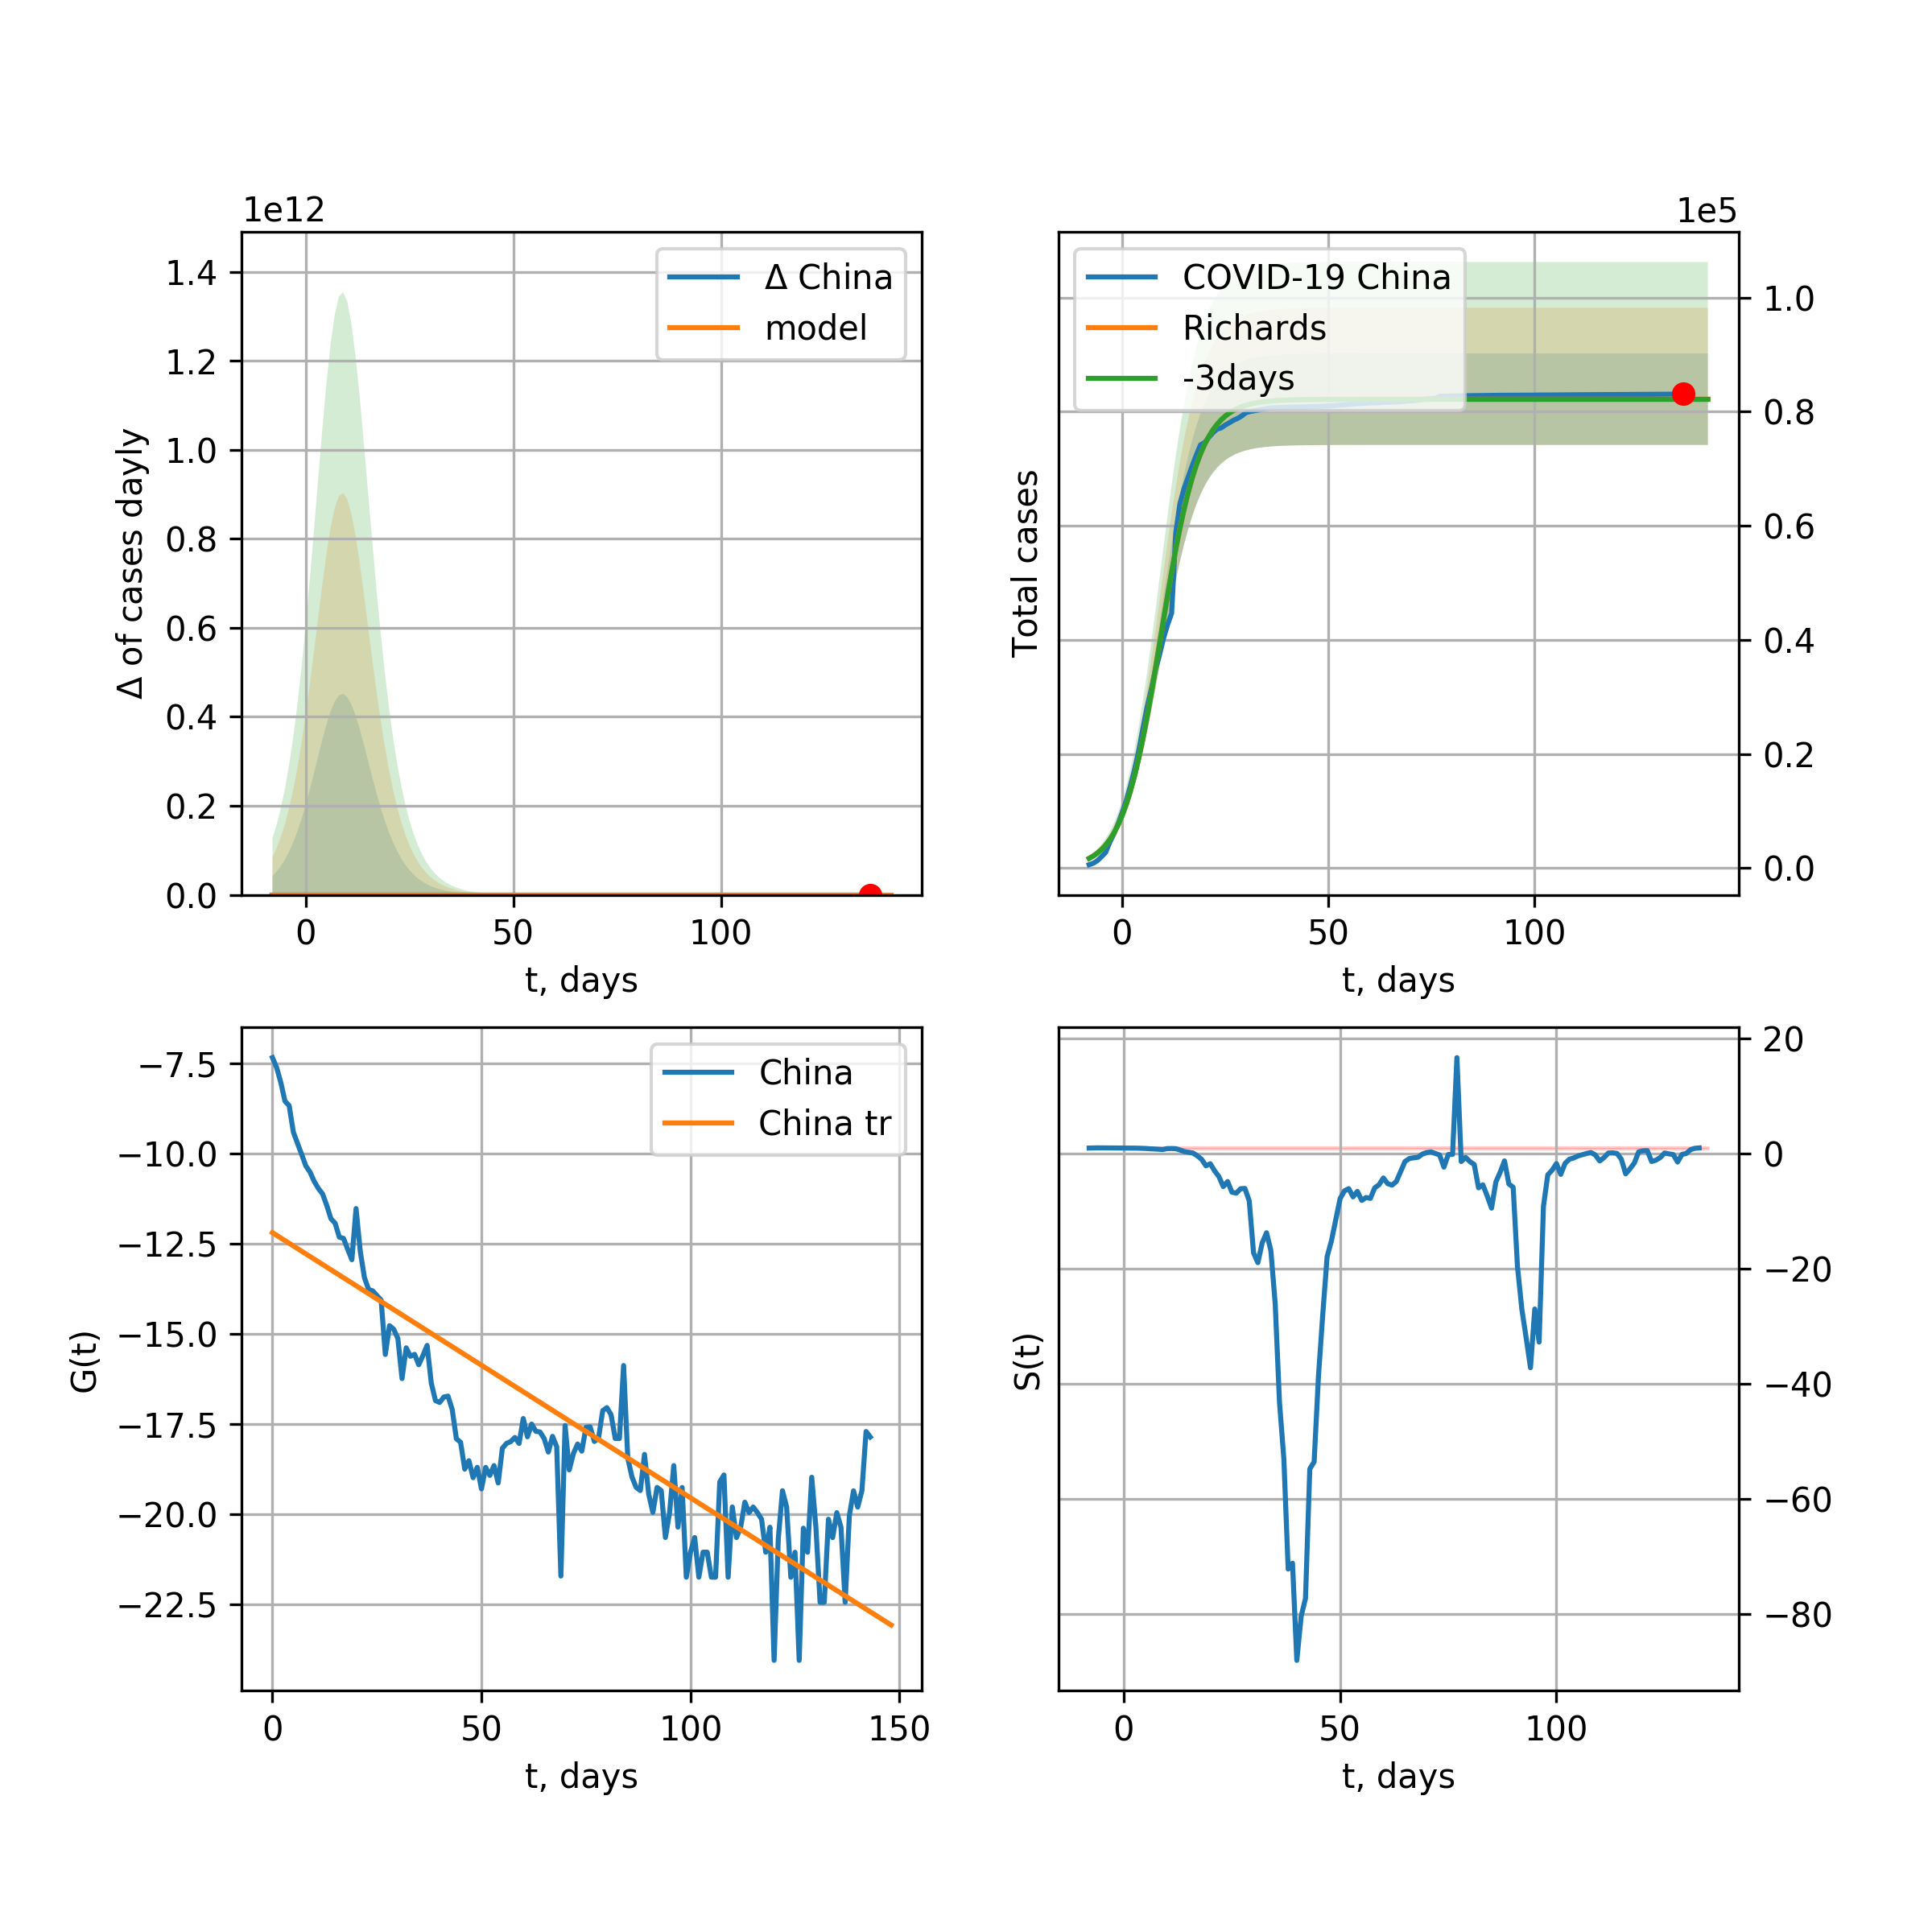 1e12
1.4
1.2
1.0
0.8
0.6
0.4
0.2
0.0
Δ of cases dayly
Δ China
model
0 50 100
t, days
1e5
COVID-19 China
Richards
-3days
Total cases
1.0
0.8
0.6
0.4
0.2
0.0
0 50 100
t, days
−7.5
−10.0
−12.5
−15.0
−17.5
−20.0
−22.5
G(t)
China
China tr
0 50 100 150
t, days
S(t)
20
0
−20
−40
−60
−80
0 50 100
t, days